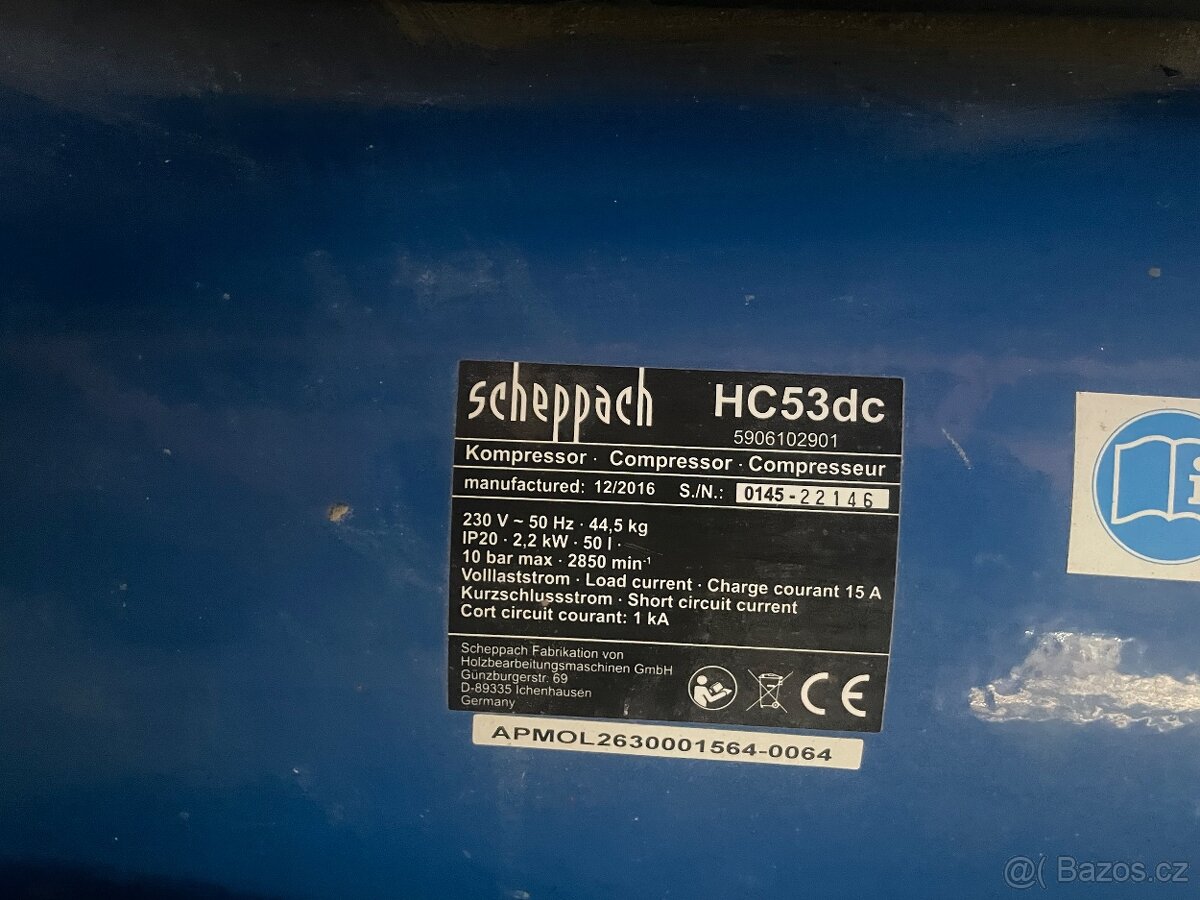 scheppach HC53dc
5906102901
Kompressor · Compressor · Compresseur
manufactured: 12/2016 S./N.: 0145-22146
230 V ~ 50 Hz · 44,5 kg
IP20 · 2,2 kW · 50 l ·
10 bar max · 2850 min⁻¹
Volllaststrom · Load current · Charge courant 15 A
Kurzschlussstrom · Short circuit current
Cort circuit courant: 1 kA
Scheppach Fabrikation von
Holzbearbeitungsmaschinen GmbH
Günzburgerstr. 69
D-89335 Ichenhausen
Germany
CE
APMOL2630001564-0064
i
@( Bazos.cz